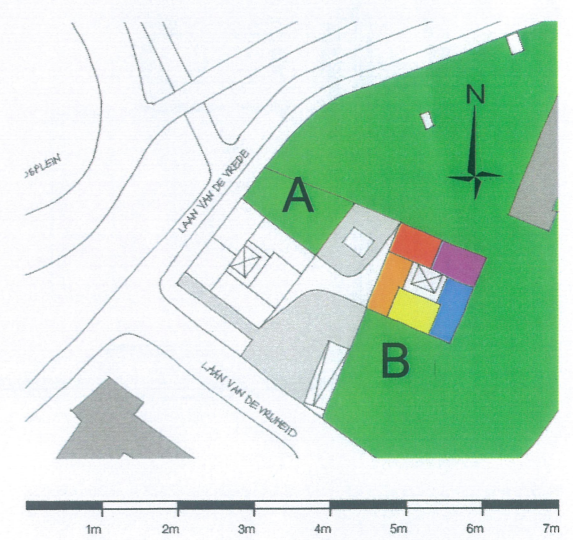 N
A
LAAN VAN DE VREDE
B
LAAN VAN DE VRIJHEID
1m 2m 3m 4m 5m 6m 7m